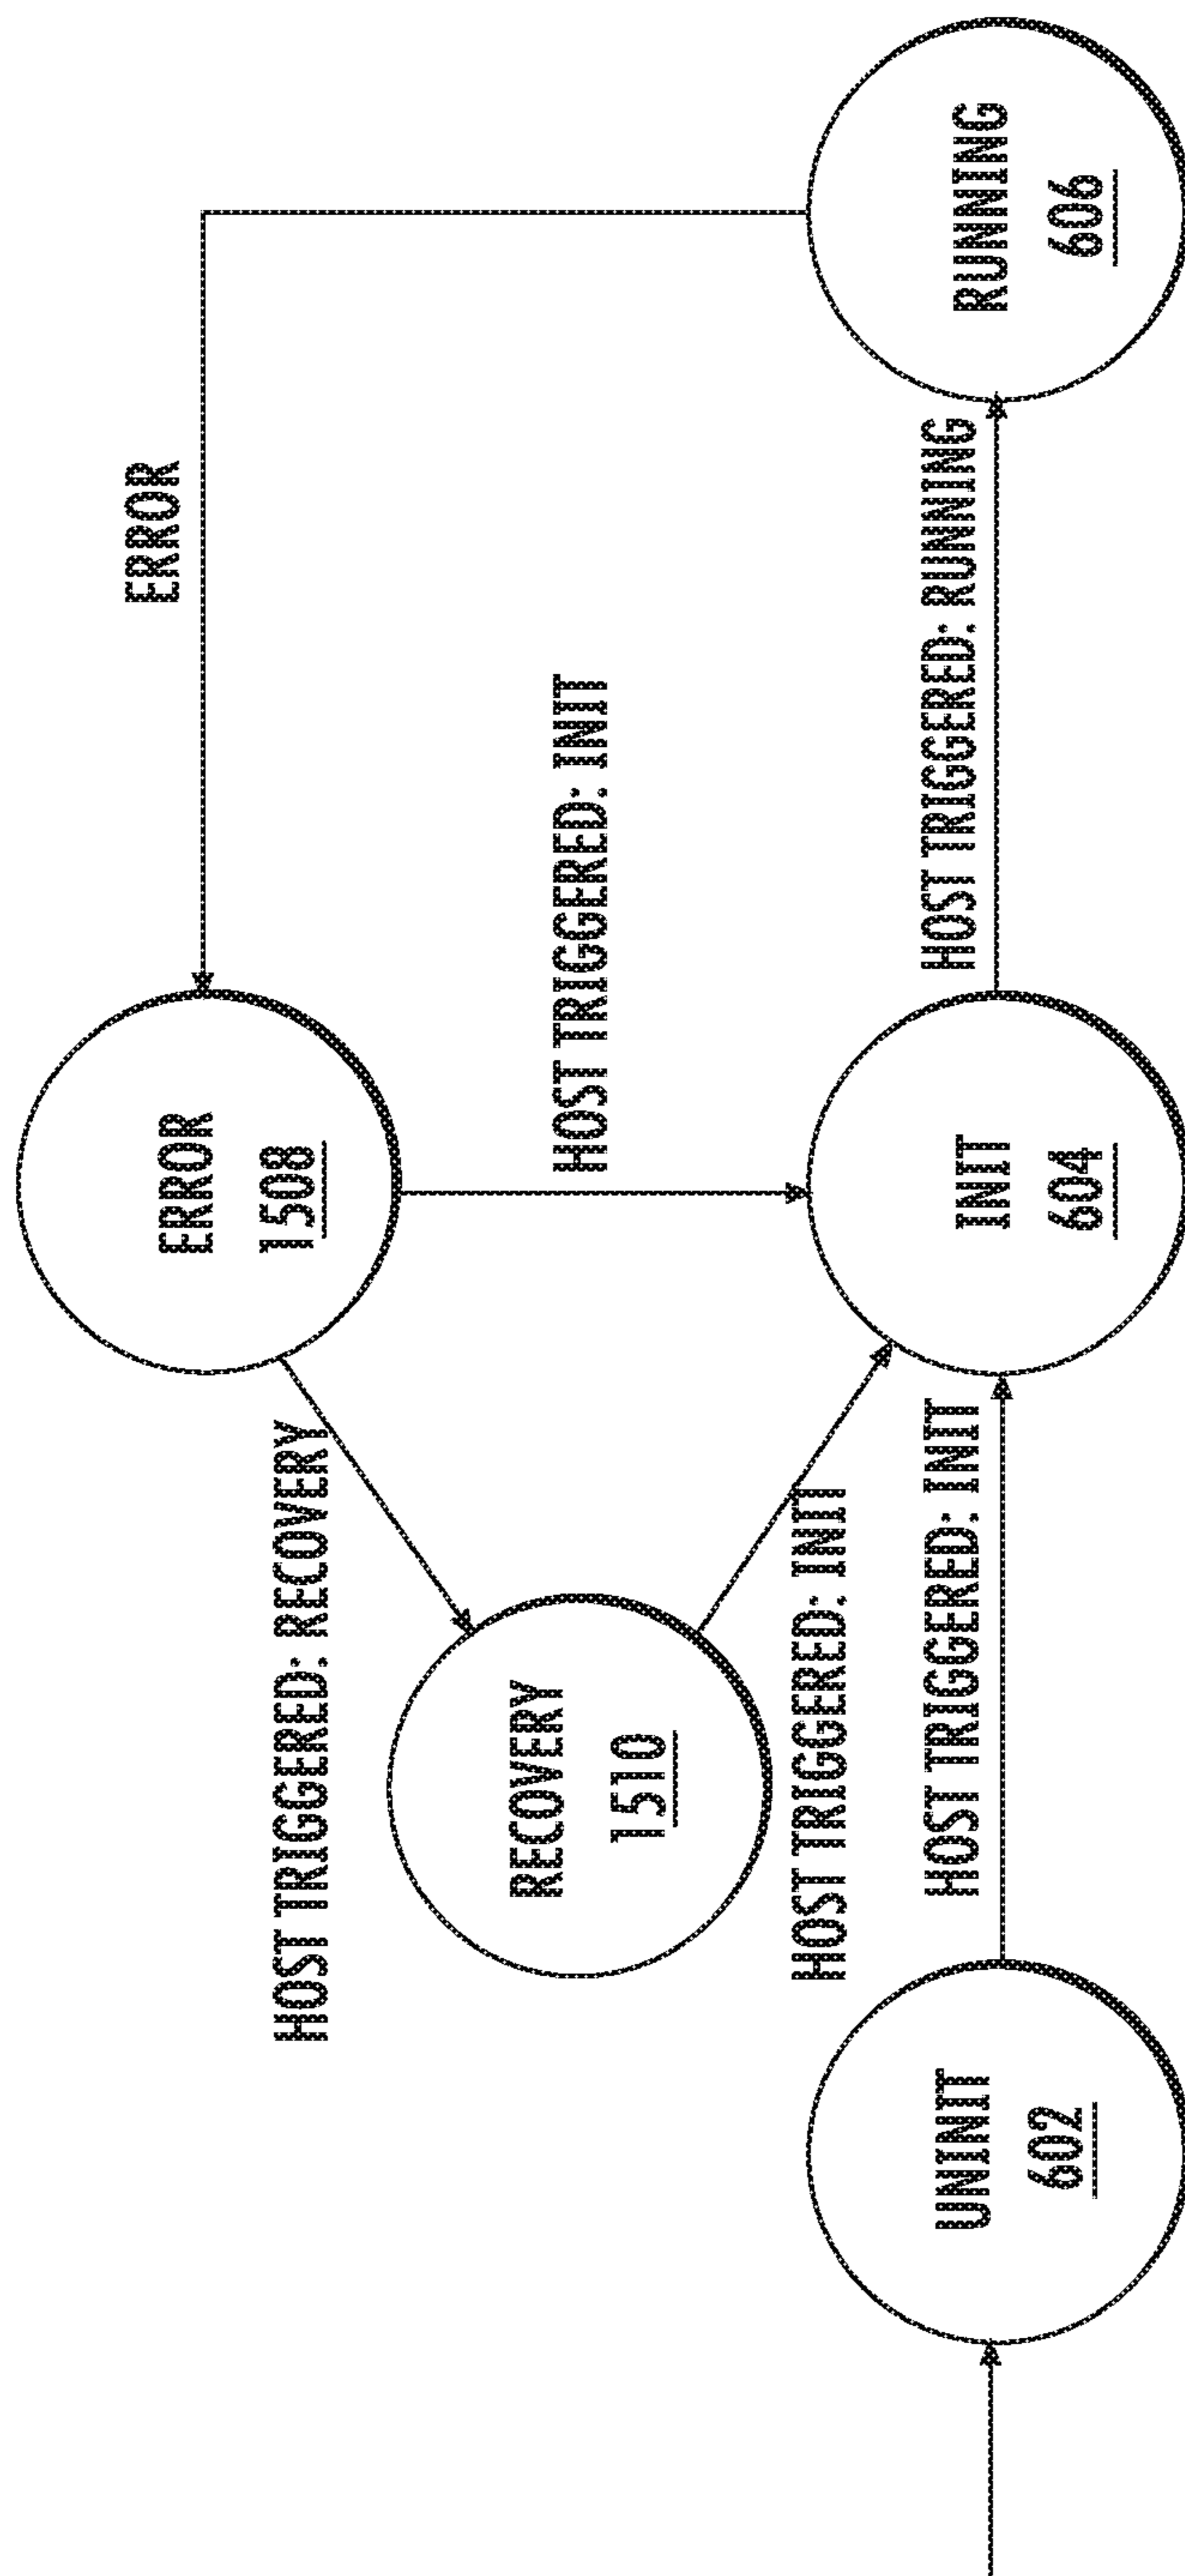 ERROR
ERROR
1508
HOST TRIGGERED: RECOVERY
HOST TRIGGERED: INIT
RECOVERY
1510
HOST TRIGGERED: INIT
HOST TRIGGERED: INIT
HOST TRIGGERED: RUNNING
UNINIT
602
INIT
604
RUNNING
606